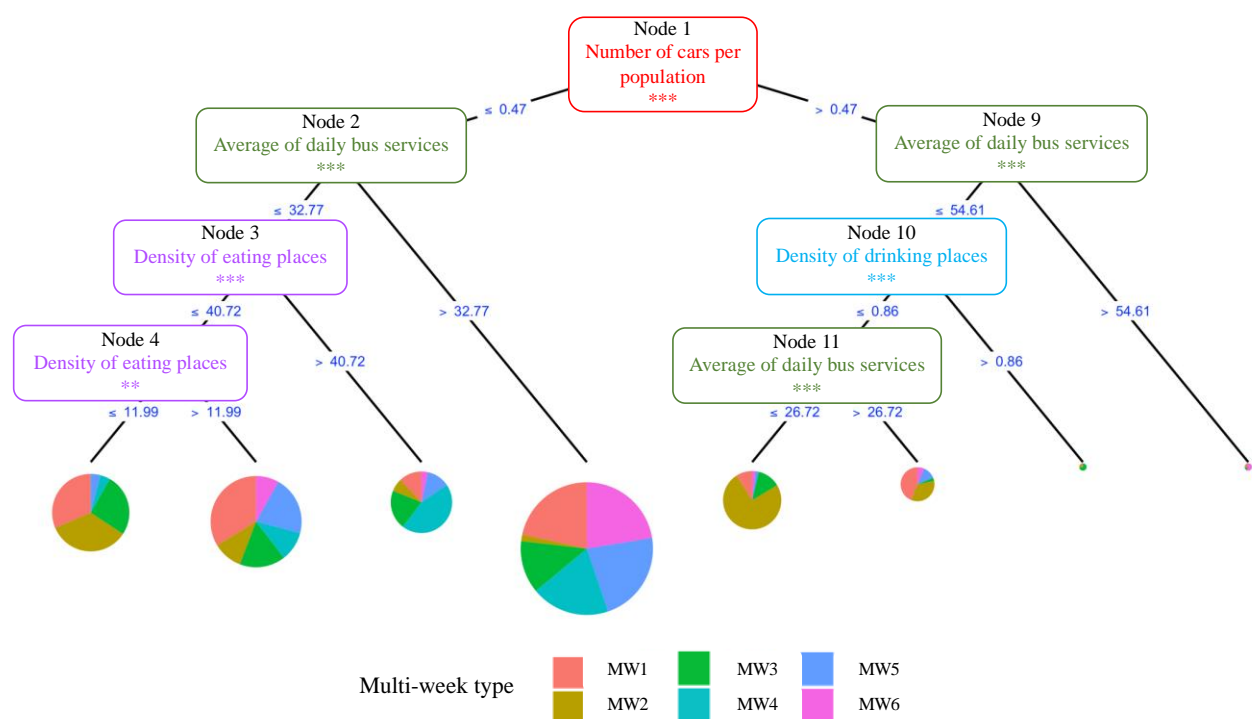 Node 1
Number of cars per
population
***
≤ 0.47
> 0.47
Node 2
Average of daily bus services
***
Node 9
Average of daily bus services
***
≤ 32.77
> 32.77
≤ 54.61
> 54.61
Node 3
Density of eating places
***
Node 10
Density of drinking places
***
≤ 40.72
> 40.72
≤ 0.86
> 0.86
Node 4
Density of eating places
**
Node 11
Average of daily bus services
***
≤ 11.99
> 11.99
≤ 26.72
> 26.72
Multi-week type
MW1
MW3
MW5
MW2
MW4
MW6